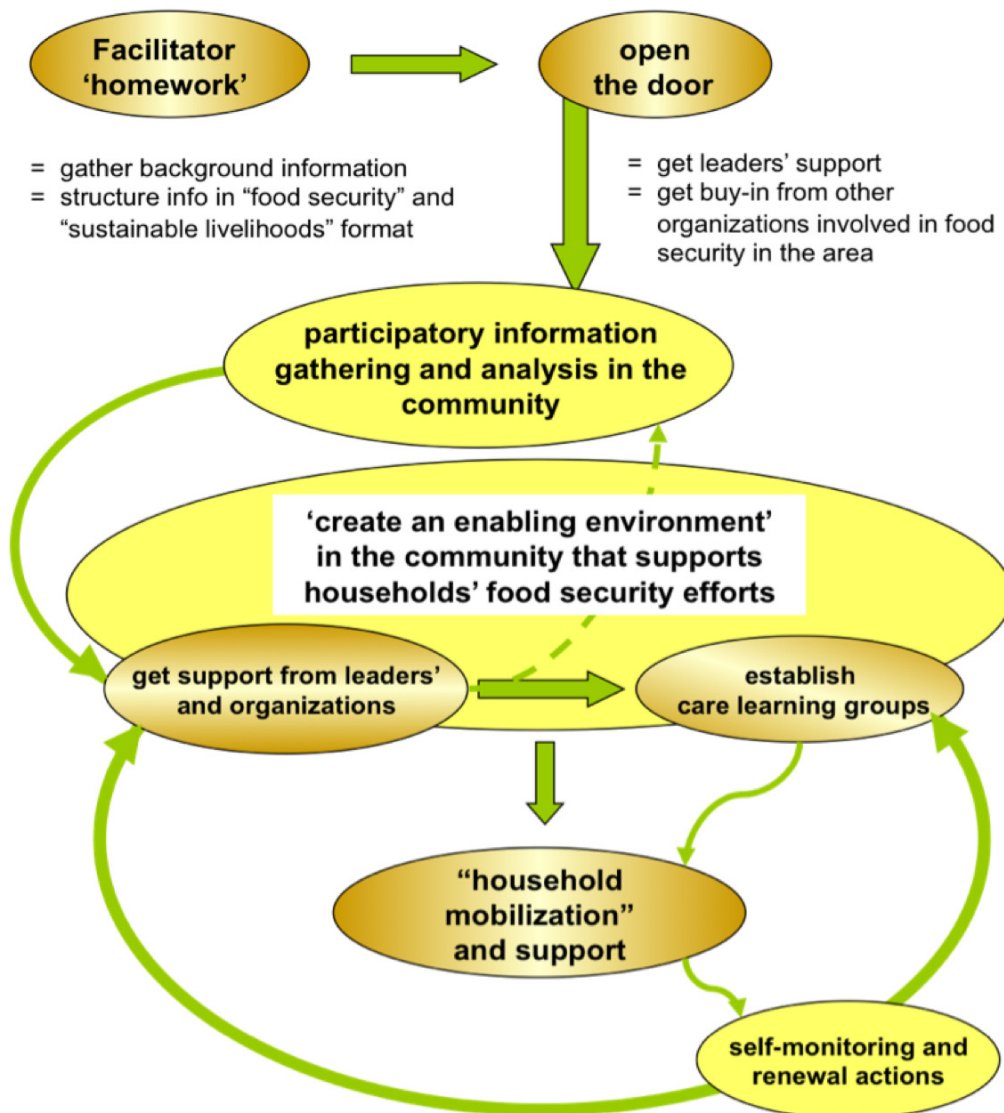 Facilitator
‘homework’
open
the door
= gather background information
= structure info in “food security” and
“sustainable livelihoods” format
= get leaders’ support
= get buy-in from other
organizations involved in food
security in the area
participatory information
gathering and analysis in the
community
‘create an enabling environment’
in the community that supports
households’ food security efforts
get support from leaders’
and organizations
establish
care learning groups
“household
mobilization”
and support
self-monitoring and
renewal actions